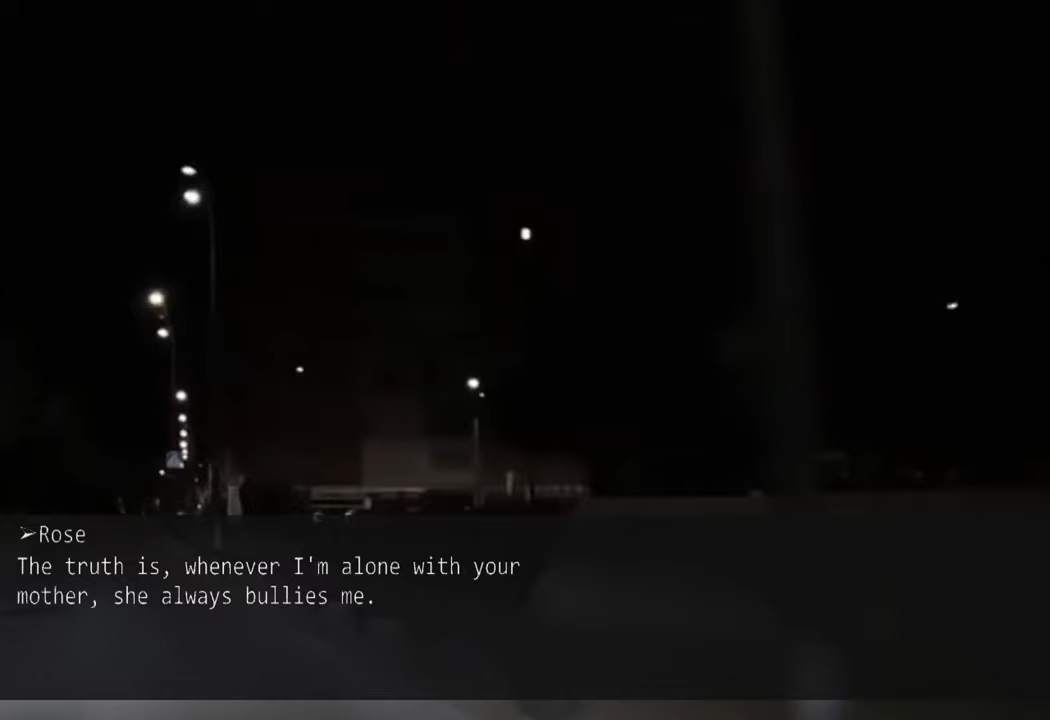 ➢Rose
The truth is, whenever I'm alone with your
mother, she always bullies me.